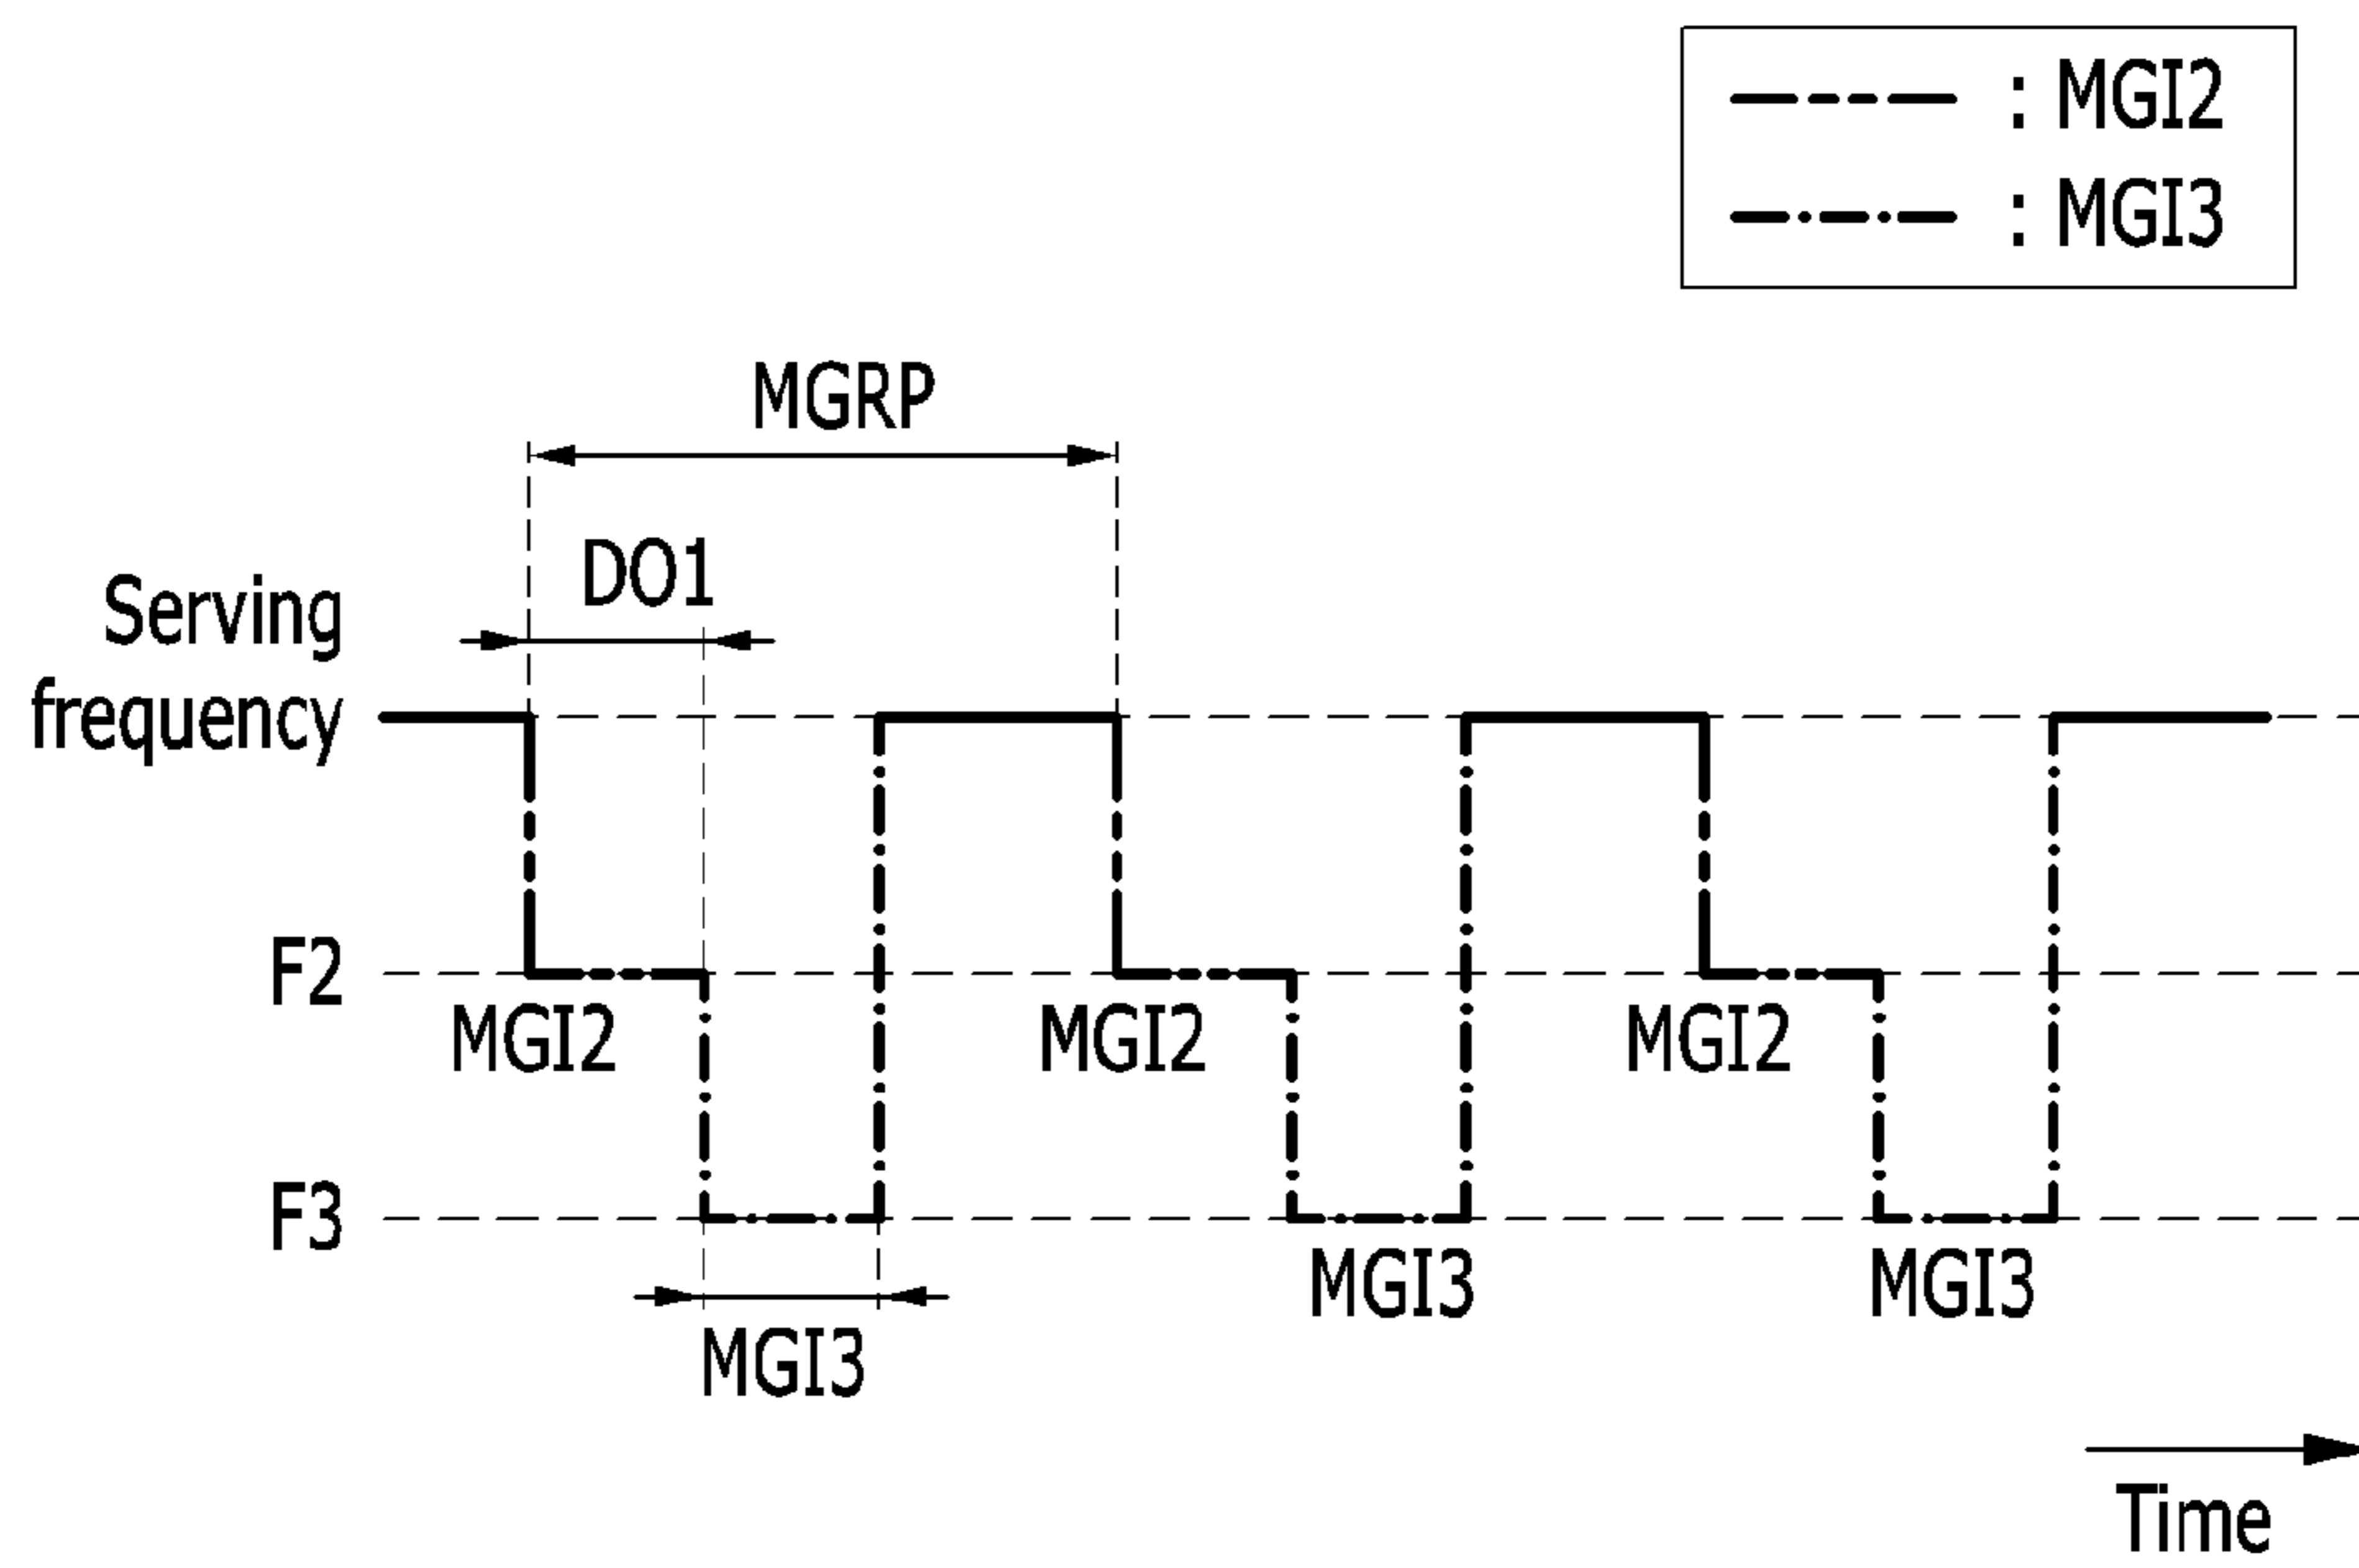 : MGI2
: MGI3
MGRP
DO1
Serving
frequency
F2
MGI2 MGI2 MGI2
F3
MGI3 MGI3
MGI3
Time